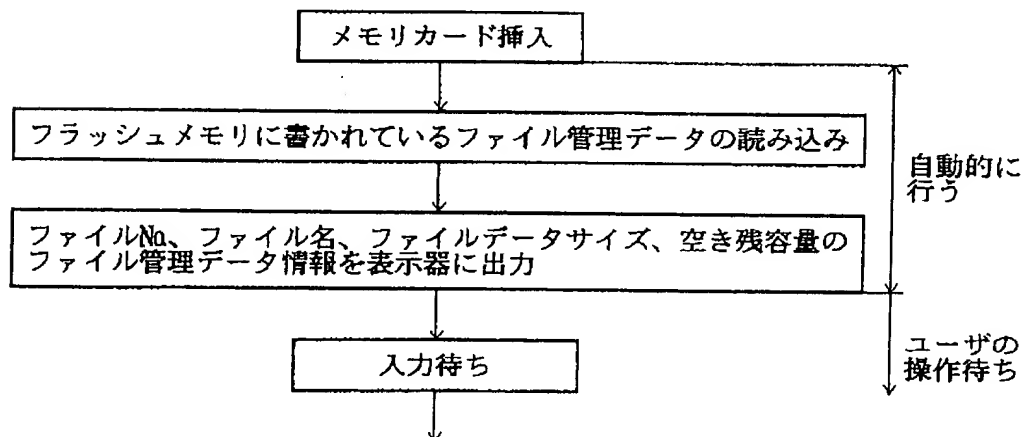 メモリカード挿入
フラッシュメモリに書かれているファイル管理データの読み込み
自動的に
行う
ファイル№、ファイル名、ファイルデータサイズ、空き残容量の
ファイル管理データ情報を表示器に出力
入力待ち
ユーザの
操作待ち